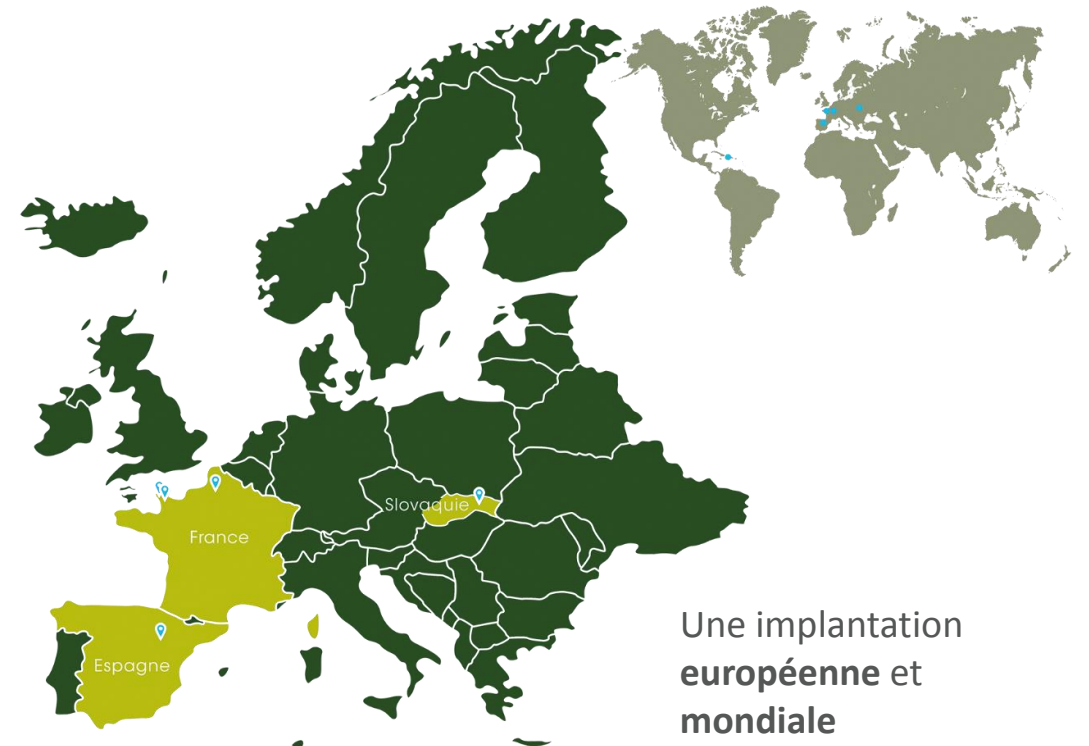 Slovaquie
France
Espagne
Une implantation
européenne et
mondiale